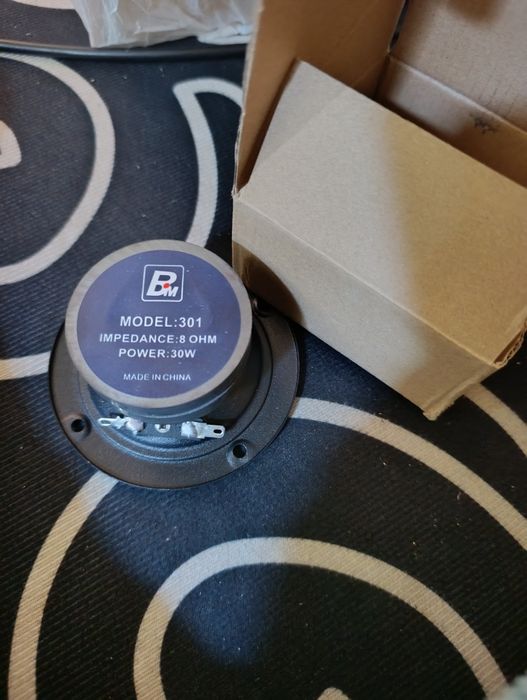 BM
MODEL:301
IMPEDANCE:8 OHM
POWER:30W
MADE IN CHINA